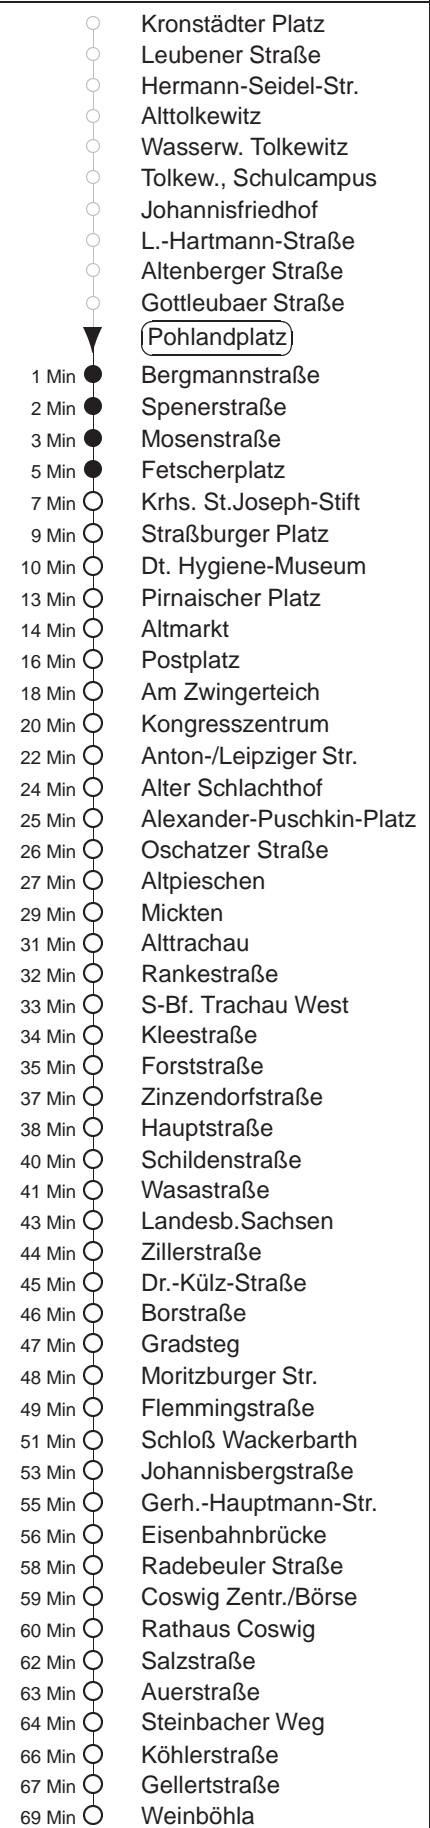 Kronstädter Platz
Leubener Straße
Hermann-Seidel-Str.
Alttolkewitz
Wasserw. Tolkewitz
Tolkew., Schulcampus
Johannisfriedhof
L.-Hartmann-Straße
Altenberger Straße
Gottleubaer Straße
Pohlandplatz
1 Min Bergmannstraße
2 Min Spenerstraße
3 Min Mosenstraße
5 Min Fetscherplatz
7 Min Krhs. St.Joseph-Stift
9 Min Straßburger Platz
10 Min Dt. Hygiene-Museum
13 Min Pirnaischer Platz
14 Min Altmarkt
16 Min Postplatz
18 Min Am Zwingerteich
20 Min Kongresszentrum
22 Min Anton-/Leipziger Str.
24 Min Alter Schlachthof
25 Min Alexander-Puschkin-Platz
26 Min Oschatzer Straße
27 Min Altpieschen
29 Min Mickten
31 Min Alttrachau
32 Min Rankestraße
33 Min S-Bf. Trachau West
34 Min Kleestraße
35 Min Forststraße
37 Min Zinzendorfstraße
38 Min Hauptstraße
40 Min Schildenstraße
41 Min Wasastraße
43 Min Landesb.Sachsen
44 Min Zillerstraße
45 Min Dr.-Külz-Straße
46 Min Borstraße
47 Min Gradsteg
48 Min Moritzburger Str.
49 Min Flemmingstraße
51 Min Schloß Wackerbarth
53 Min Johannisbergstraße
55 Min Gerh.-Hauptmann-Str.
56 Min Eisenbahnbrücke
58 Min Radebeuler Straße
59 Min Coswig Zentr./Börse
60 Min Rathaus Coswig
62 Min Salzstraße
63 Min Auerstraße
64 Min Steinbacher Weg
66 Min Köhlerstraße
67 Min Gellertstraße
69 Min Weinböhla